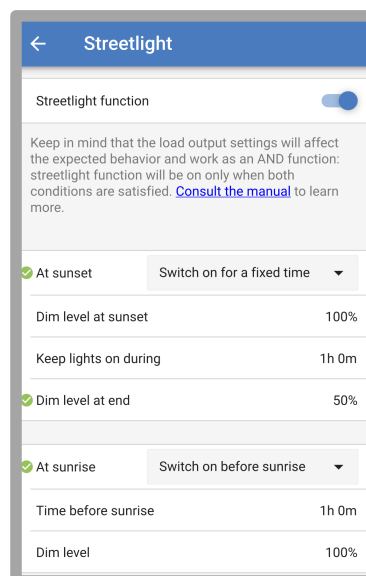 Streetlight
Streetlight function
Keep in mind that the load output settings will affect
the expected behavior and work as an AND function:
streetlight function will be on only when both
conditions are satisfied. Consult the manual to learn
more.
At sunset Switch on for a fixed time
Dim level at sunset 100%
Keep lights on during 1h 0m
Dim level at end 50%
At sunrise Switch on before sunrise
Time before sunrise 1h 0m
Dim level 100%